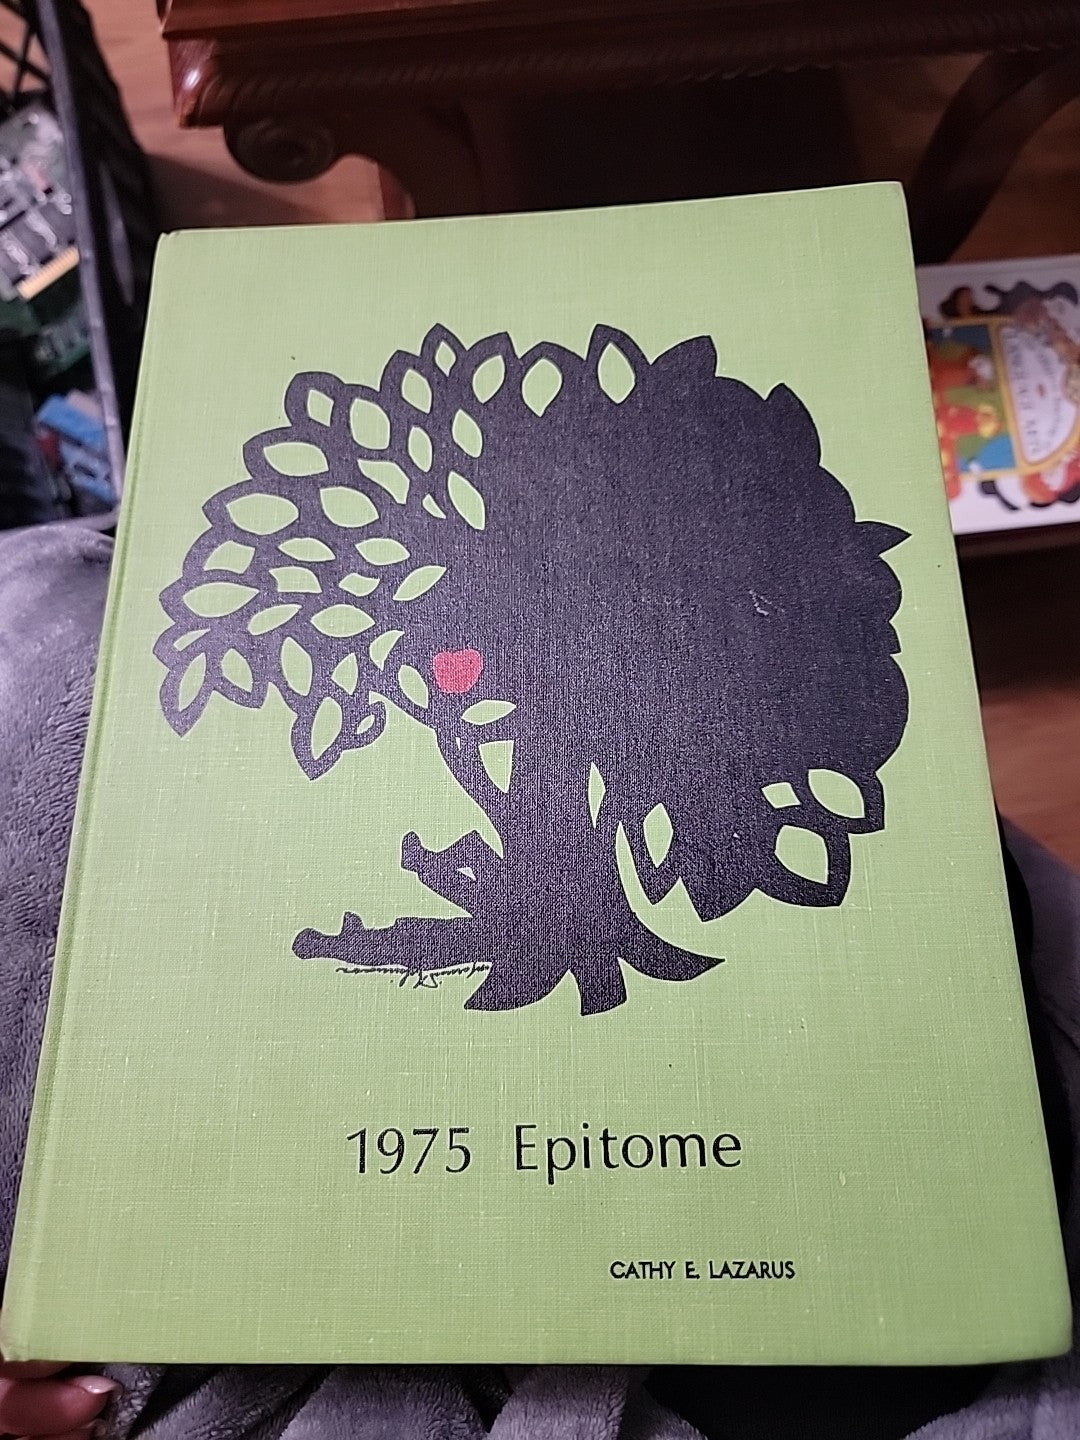 1975 Epitome
CATHY E. LAZARUS